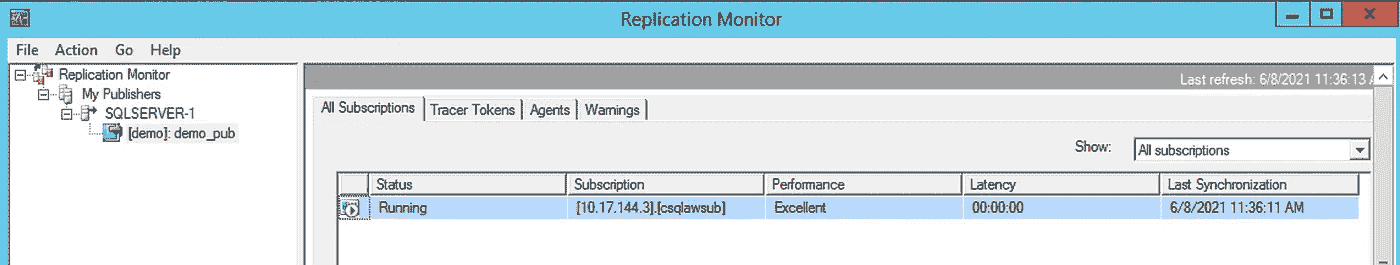 Replication Monitor
File Action Go Help
Replication Monitor
My Publishers
SQLSERVER-1
[demo]: demo_pub
Last refresh: 6/8/2021 11:36:13 A
All Subscriptions Tracer Tokens Agents Warnings
Show: All subscriptions
Status Subscription Performance Latency Last Synchronization
Running [10.17.144.3].[csqlawsub] Excellent 00:00:00 6/8/2021 11:36:11 AM